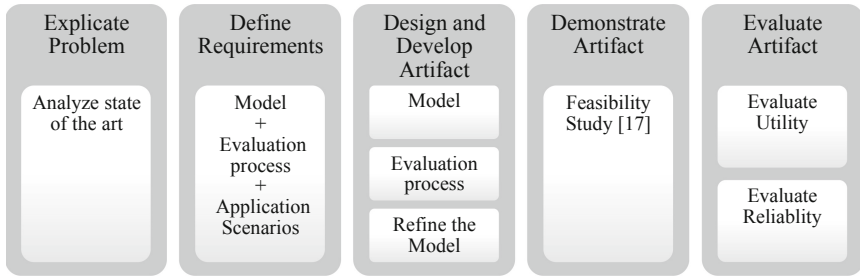 Explicate
Problem
Analyze state
of the art
Define
Requirements
Model
+
Evaluation
process
+
Application
Scenarios
Design and
Develop
Artifact
Model
Evaluation
process
Refine the
Model
Demonstrate
Artifact
Feasibility
Study [17]
Evaluate
Artifact
Evaluate
Utility
Evaluate
Reliablity